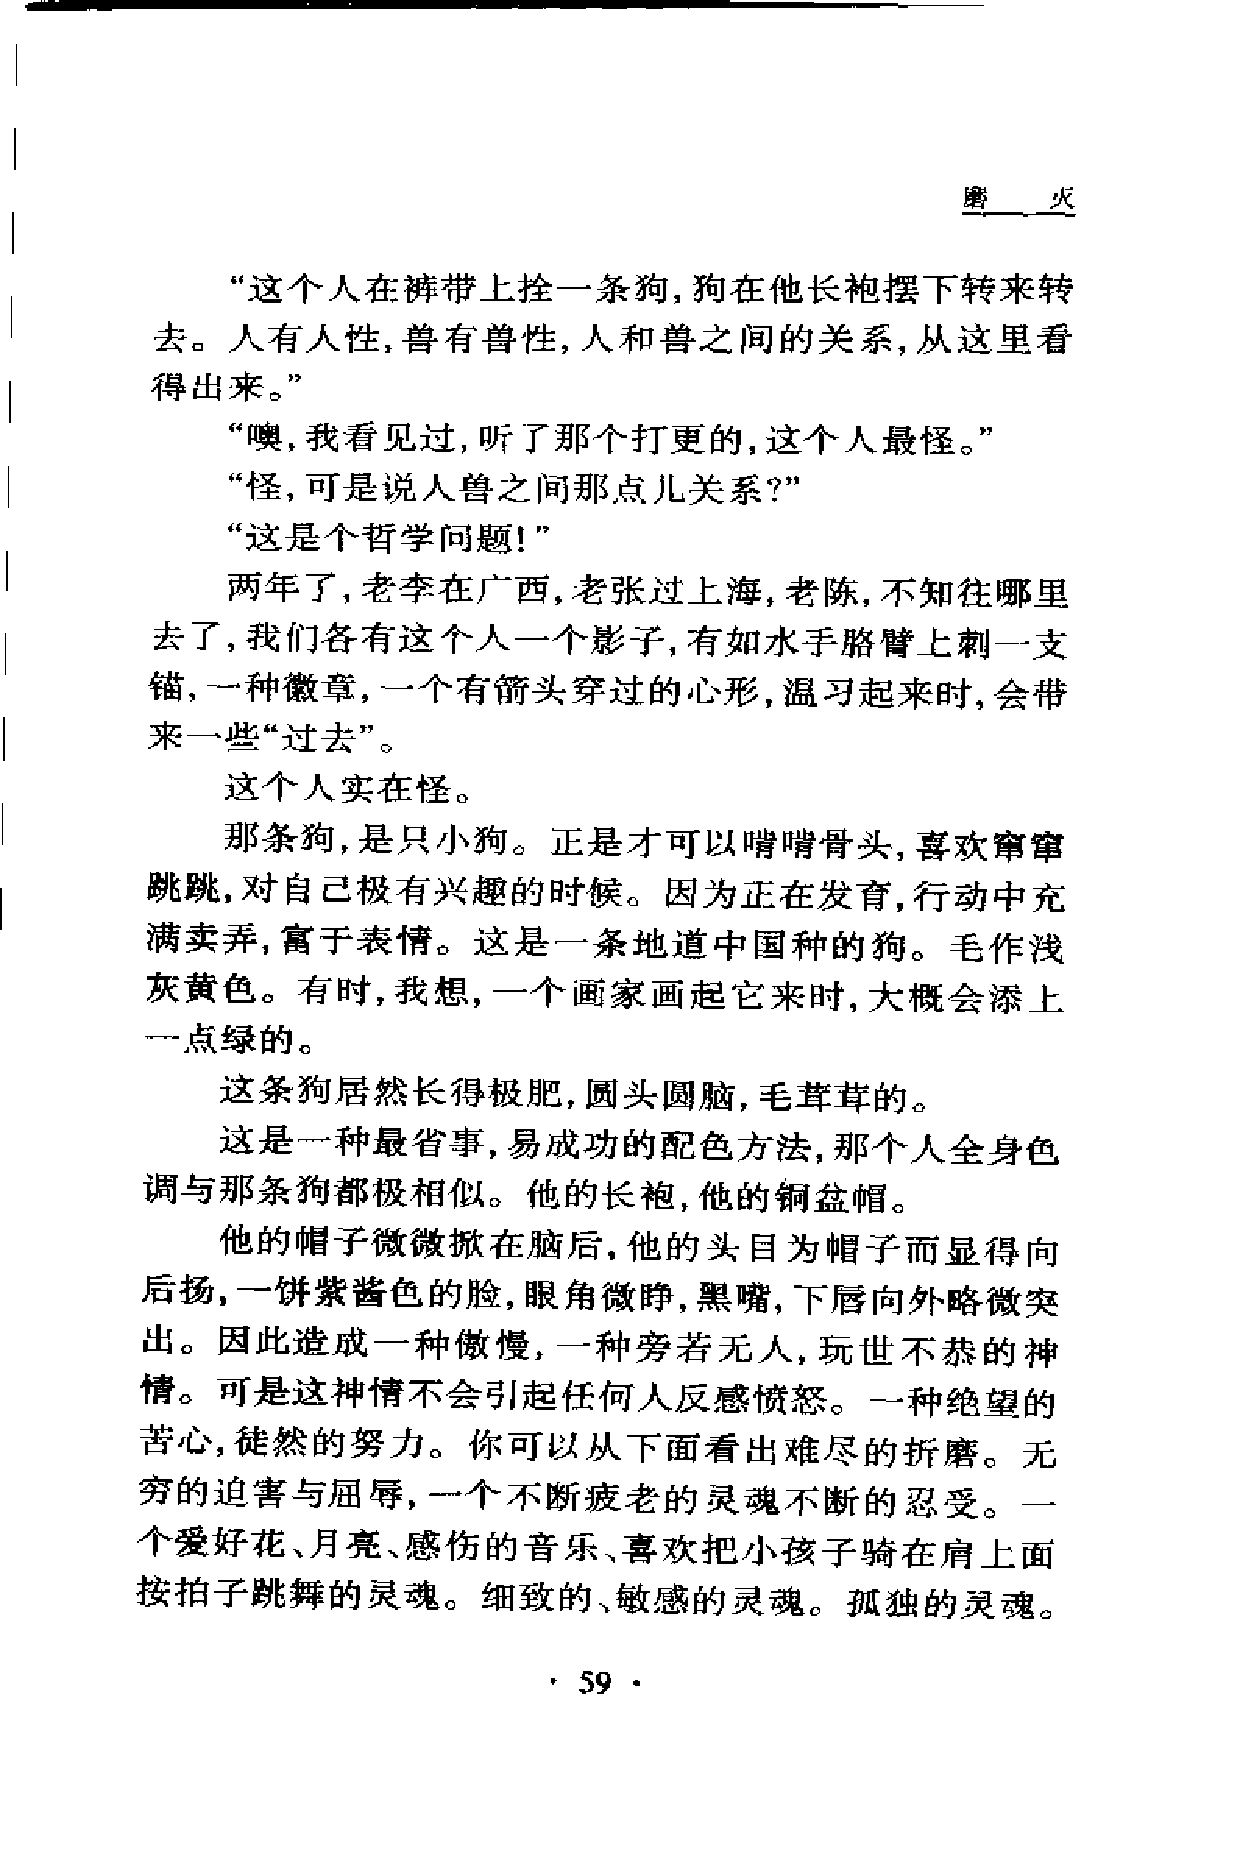 磨　火
“这个人在裤带上拴一条狗,狗在他长袍摆下转来转
去。人有人性,兽有兽性,人和兽之间的关系,从这里看
得出来。”
“噢,我看见过,听了那个打更的,这个人最怪。”
“怪,可是说人兽之间那点儿关系?”
“这是个哲学问题!”
两年了,老李在广西,老张过上海,老陈,不知往哪里
去了,我们各有这个人一个影子,有如水手胳臂上刺一支
锚,一种徽章,一个有箭头穿过的心形,温习起来时,会带
来一些“过去”。
这个人实在怪。
那条狗,是只小狗。正是才可以啃啃骨头,喜欢窜窜
跳跳,对自己极有兴趣的时候。因为正在发育,行动中充
满卖弄,富于表情。这是一条地道中国种的狗。毛作浅
灰黄色。有时,我想,一个画家画起它来时,大概会添上
一点绿的。
这条狗居然长得极肥,圆头圆脑,毛茸茸的。
这是一种最省事,易成功的配色方法,那个人全身色
调与那条狗都极相似。他的长袍,他的铜盆帽。
他的帽子微微掀在脑后,他的头目为帽子而显得向
后扬,一饼紫酱色的脸,眼角微睁,黑嘴,下唇向外略微突
出。因此造成一种傲慢,一种旁若无人,玩世不恭的神
情。可是这神情不会引起任何人反感愤怒。一种绝望的
苦心,徒然的努力。你可以从下面看出难尽的折磨。无
穷的迫害与屈辱,一个不断疲老的灵魂不断的忍受。一
个爱好花、月亮、感伤的音乐、喜欢把小孩子骑在肩上面
按拍子跳舞的灵魂。细致的、敏感的灵魂。孤独的灵魂。
· 59 ·